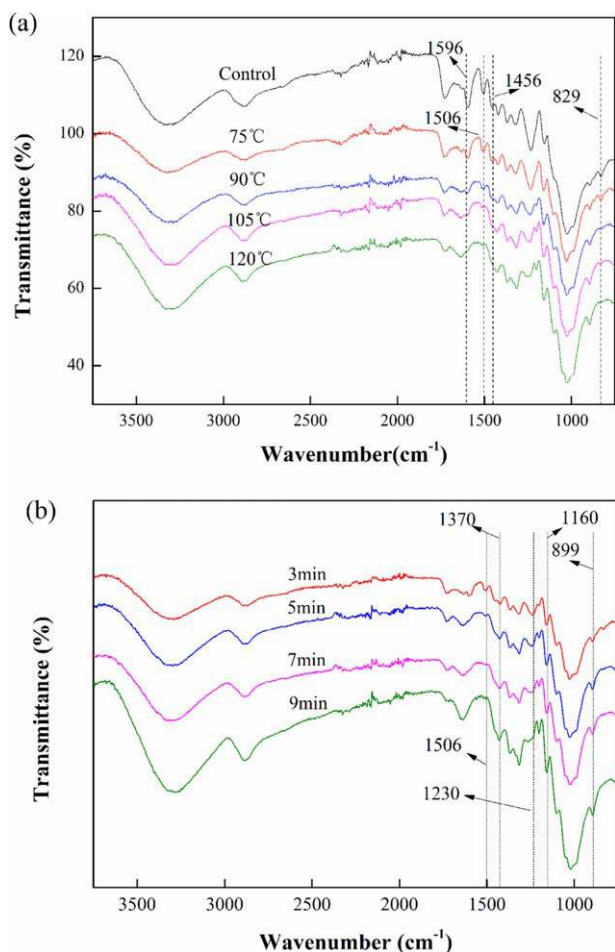 (a)
120
100
80
60
40
Transmittance (%)
Control
75℃
90℃
105℃
120℃
1596
1456
829
1506
3500 3000 2500 2000 1500 1000
Wavenumber(cm-1)
(b)
Transmittance (%)
3min
5min
7min
9min
1370
1160
899
1506
1230
3500 3000 2500 2000 1500 1000
Wavenumber (cm-1)